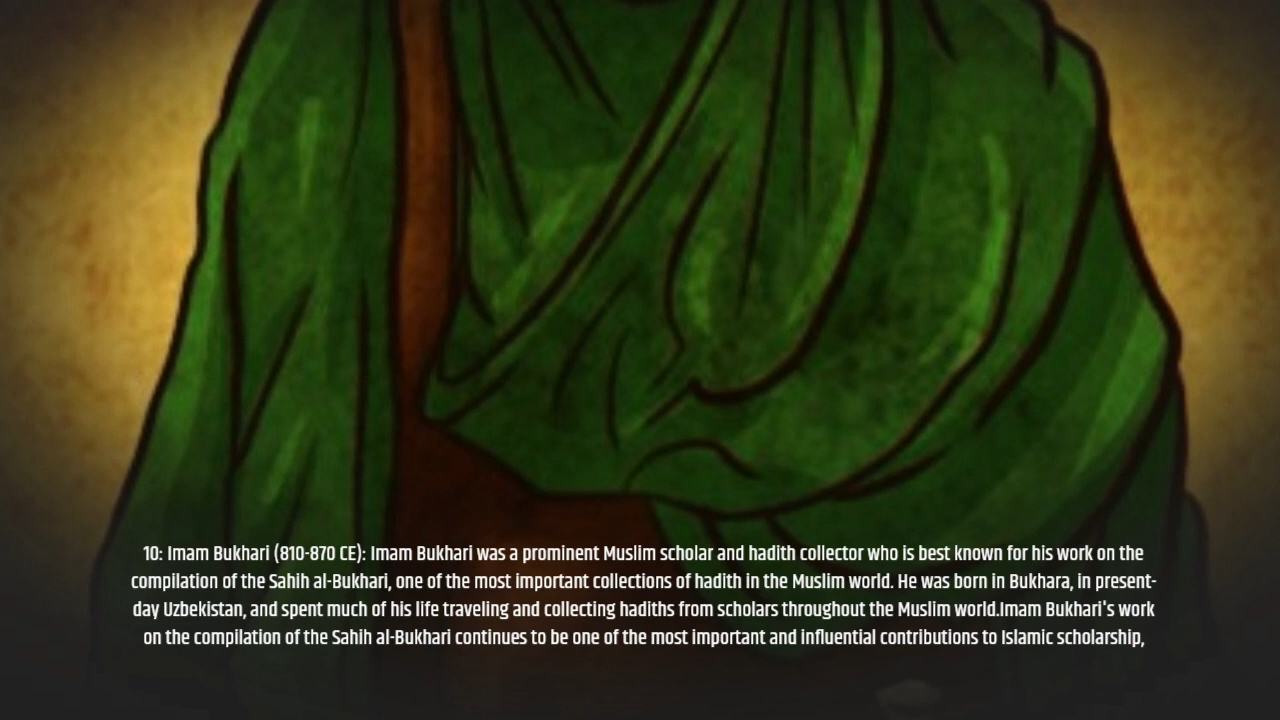 10: Imam Bukhari (810-870 CE): Imam Bukhari was a prominent Muslim scholar and hadith collector who is best known for his work on the
compilation of the Sahih al-Bukhari, one of the most important collections of hadith in the Muslim world. He was born in Bukhara, in present-
day Uzbekistan, and spent much of his life traveling and collecting hadiths from scholars throughout the Muslim world.Imam Bukhari's work
on the compilation of the Sahih al-Bukhari continues to be one of the most important and influential contributions to Islamic scholarship,